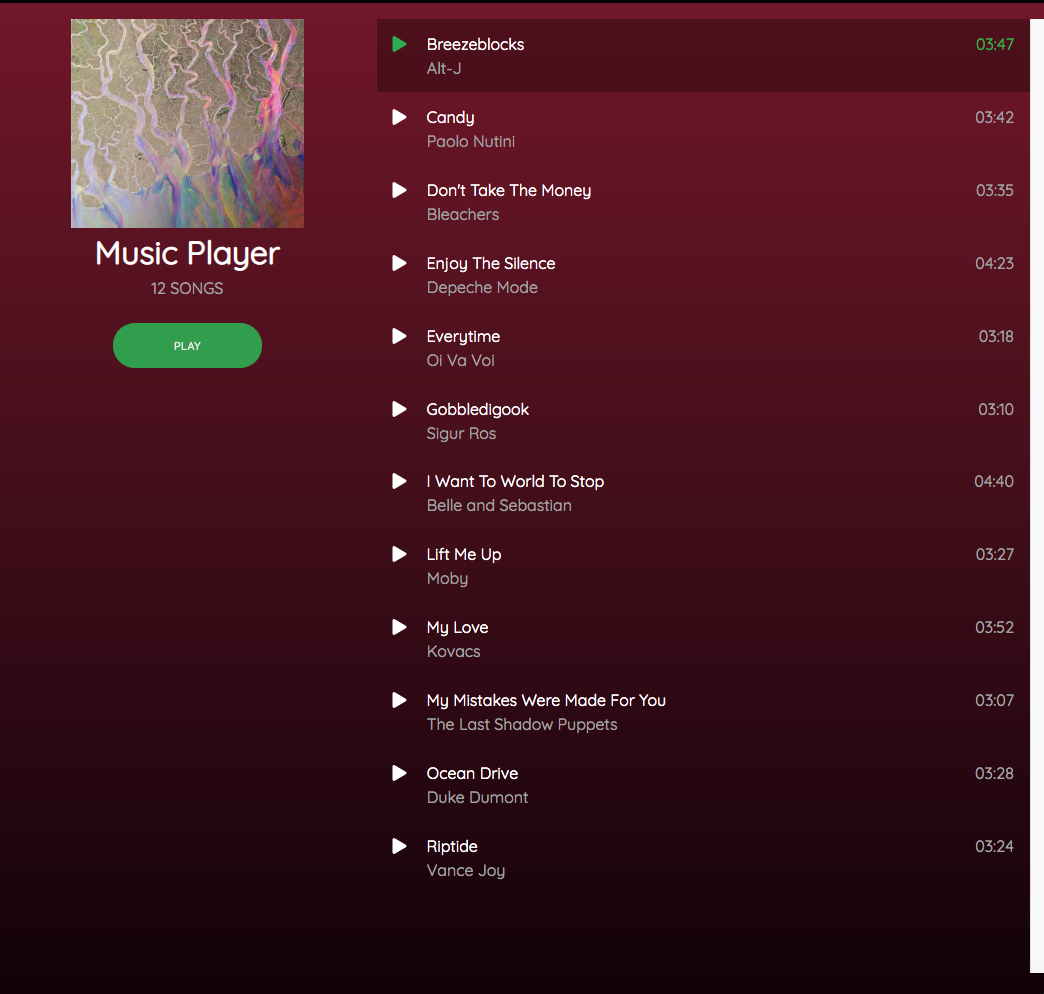 Music Player
12 SONGS
PLAY
Breezeblocks 03:47
Alt-J
Candy 03:42
Paolo Nutini
Don't Take The Money 03:35
Bleachers
Enjoy The Silence 04:23
Depeche Mode
Everytime 03:18
Oi Va Voi
Gobbledigook 03:10
Sigur Ros
I Want To World To Stop 04:40
Belle and Sebastian
Lift Me Up 03:27
Moby
My Love 03:52
Kovacs
My Mistakes Were Made For You 03:07
The Last Shadow Puppets
Ocean Drive 03:28
Duke Dumont
Riptide 03:24
Vance Joy